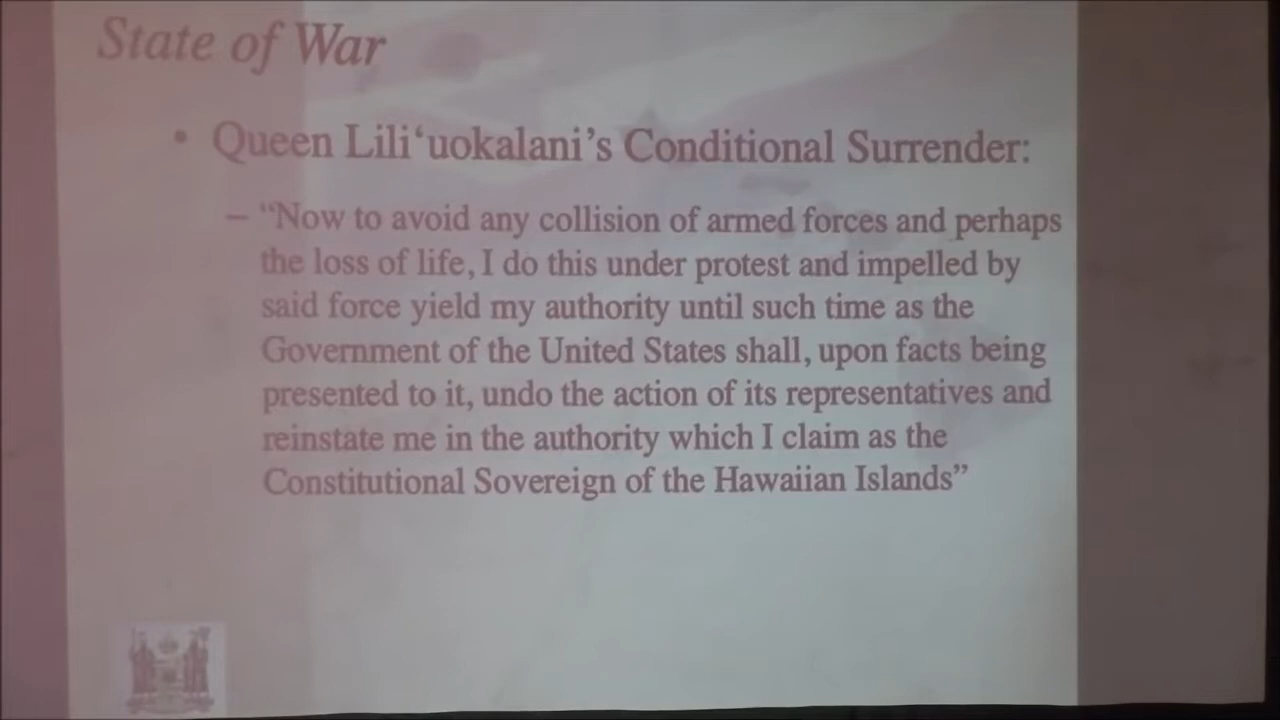 State of War
• Queen Lili‘uokalani’s Conditional Surrender:
– “Now to avoid any collision of armed forces and perhaps
the loss of life, I do this under protest and impelled by
said force yield my authority until such time as the
Government of the United States shall, upon facts being
presented to it, undo the action of its representatives and
reinstate me in the authority which I claim as the
Constitutional Sovereign of the Hawaiian Islands”